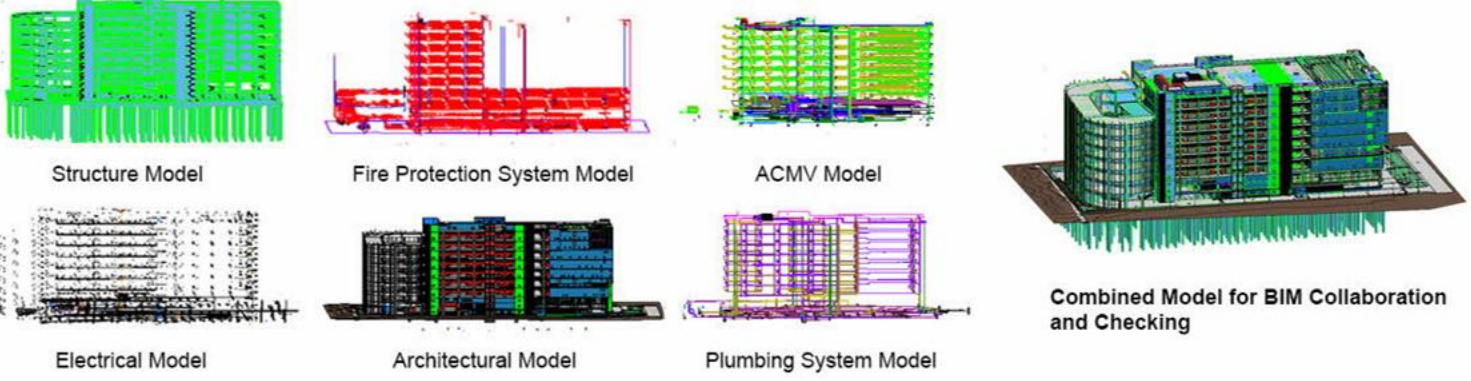 Structure Model
Fire Protection System Model
ACMV Model
Electrical Model
Architectural Model
Plumbing System Model
Combined Model for BIM Collaboration
and Checking